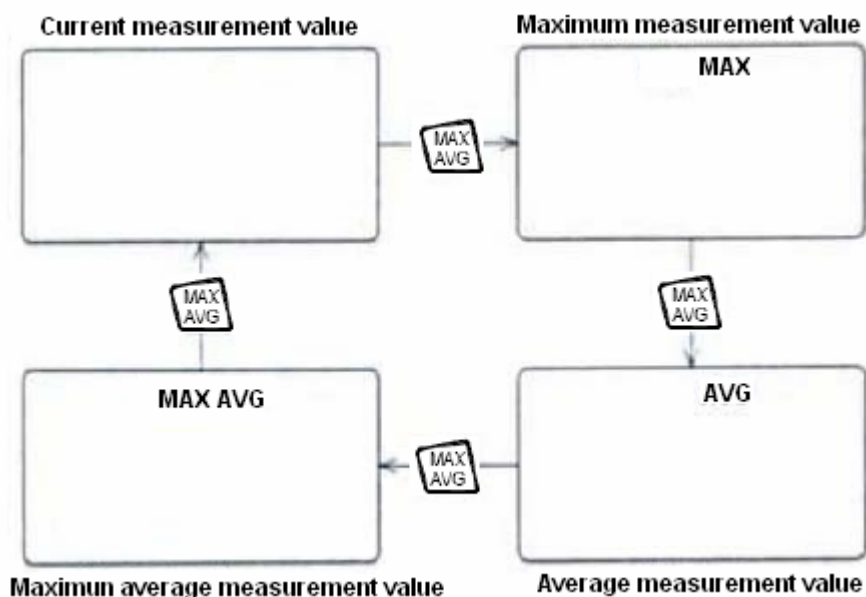 Current measurement value
Maximum measurement value
MAX
MAX
AVG
MAX
AVG
MAX
AVG
MAX AVG
AVG
MAX
AVG
Maximun average measurement value
Average measurement value